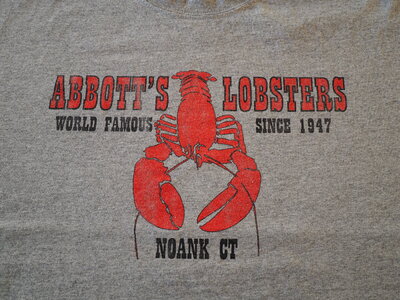 ABBOTT'S LOBSTERS
WORLD FAMOUS SINCE 1947
NOANK CT